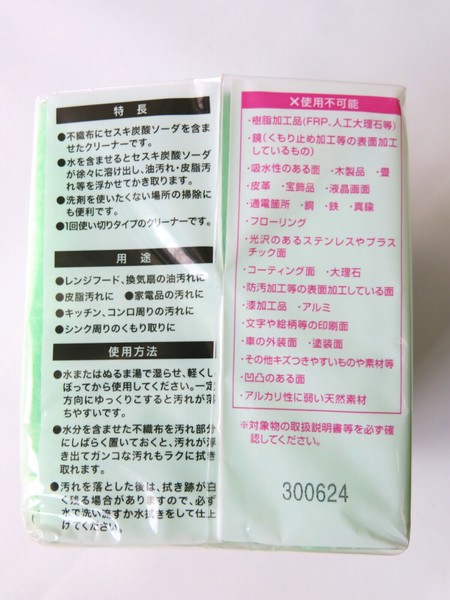 特長
●不織布にセスキ炭酸ソーダを含ま
せたクリーナーです。
●水を含ませるとセスキ炭酸ソーダ
が徐々に溶け出し、油汚れ・皮脂汚
れ等を浮かせてかき取ります。
●洗剤を使いたくない場所の掃除に
も便利です。
●1回使い切りタイプのクリーナーです。
用途
●レンジフード、換気扇の油汚れに
●皮脂汚れに ●家電品の汚れに
●キッチン、コンロ周りの汚れに
●シンク周りのくもり取りに
使用方法
●水またはぬるま湯で湿らせ、軽くし
ぼってから使用してください。一定
方向にゆっくりこすると汚れが
ちやすいです。
●水分を含ませた不織布を汚れ部分
にしばらく置いておくと、汚れが浮
き出てガンコな汚れもラクに拭き
取れます。
●汚れを落とした後は、拭き跡が白
く残る場合がありますので、必ず
水で洗い流すか水拭きをして仕上
げてください。
×使用不可能
・樹脂加工品(FRP、人工大理石等)
・鏡(くもり止め加工等の表面加工
しているもの)
・吸水性のある面 ・木製品 ・畳
・皮革 ・宝飾品 ・液晶画面
・通電箇所 ・銅 ・鉄 ・真鍮
・フローリング
・光沢のあるステンレスやプラス
チック面
・コーティング面 ・大理石
・防汚加工等の表面加工している面
・漆加工品 ・アルミ
・文字や絵柄等の印刷面
・車の外装面 ・塗装面
・その他キズつきやすいものや素材等
・凹凸のある面
・アルカリ性に弱い天然素材
※対象物の取扱説明書等を必ず確
認してください。
300624